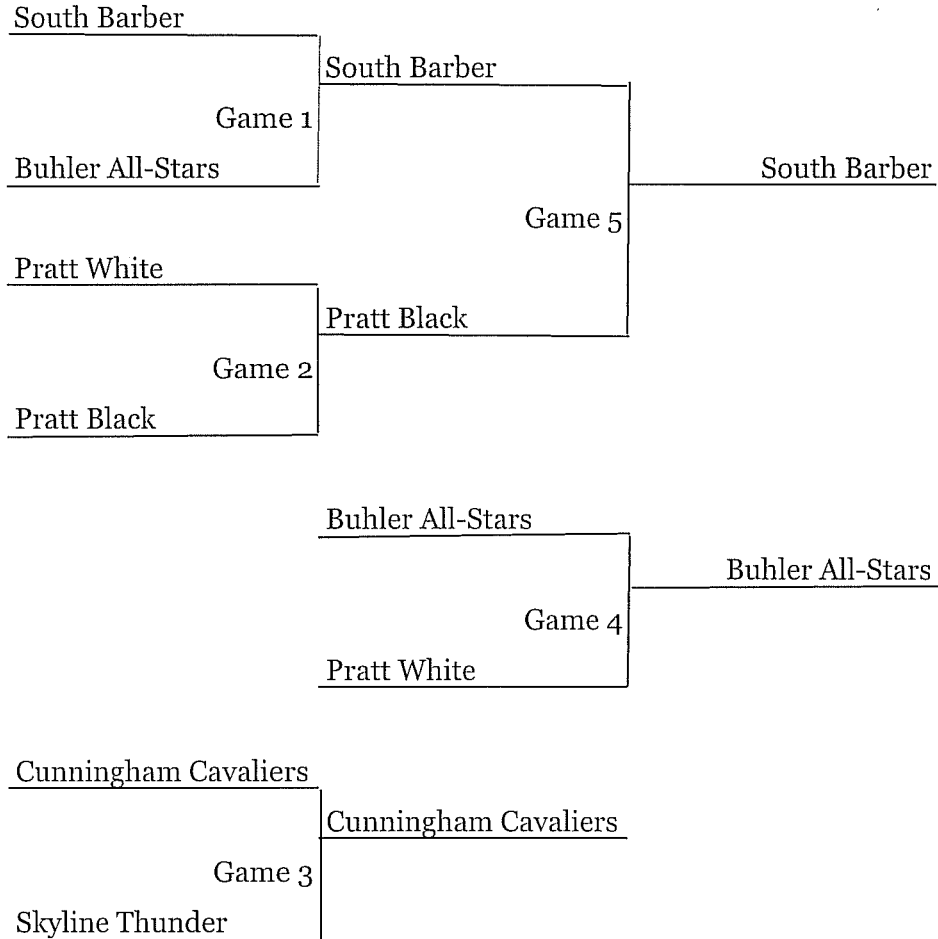 South Barber
South Barber
Game 1
Buhler All-Stars
South Barber
Game 5
Pratt White
Pratt Black
Game 2
Pratt Black
Buhler All-Stars
Buhler All-Stars
Game 4
Pratt White
Cunningham Cavaliers
Cunningham Cavaliers
Game 3
Skyline Thunder